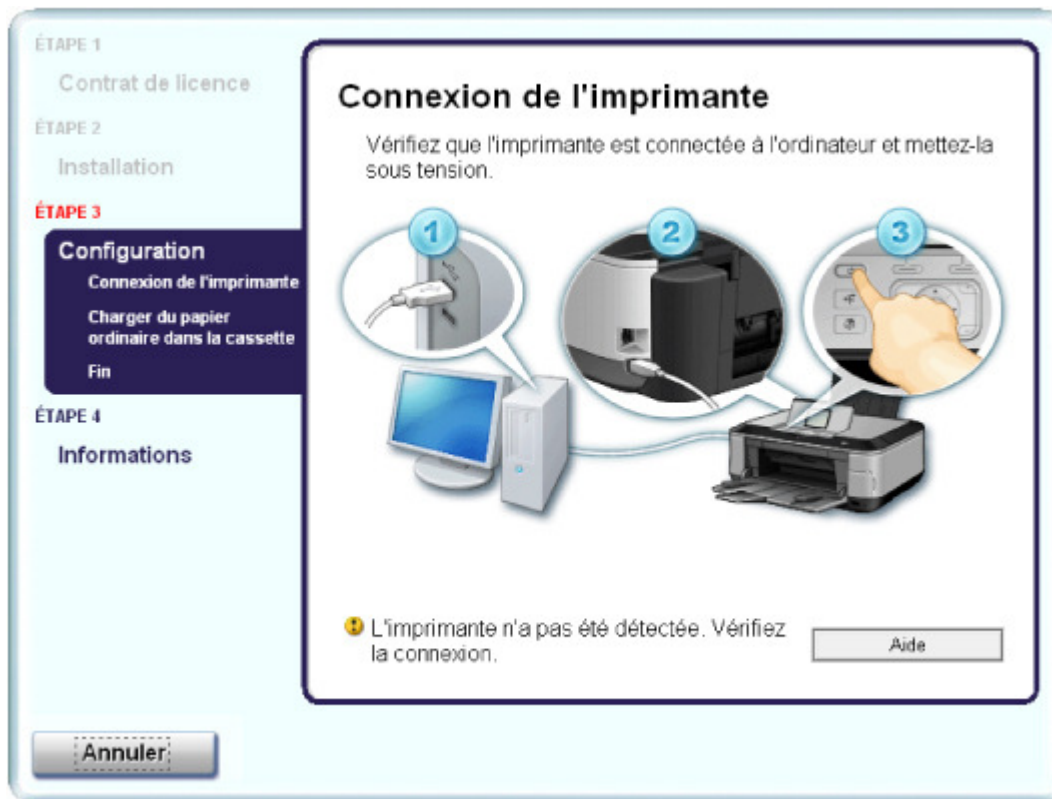 ÉTAPE 1
Contrat de licence
ÉTAPE 2
Installation
ÉTAPE 3
Configuration
Connexion de l'imprimante
Charger du papier
ordinaire dans la cassette
Fin
ÉTAPE 4
Informations
Connexion de l'imprimante
Vérifiez que l'imprimante est connectée à l'ordinateur et mettez-la
sous tension.
1
2
3
L'imprimante n'a pas été détectée. Vérifiez
la connexion.
Aide
Annuler